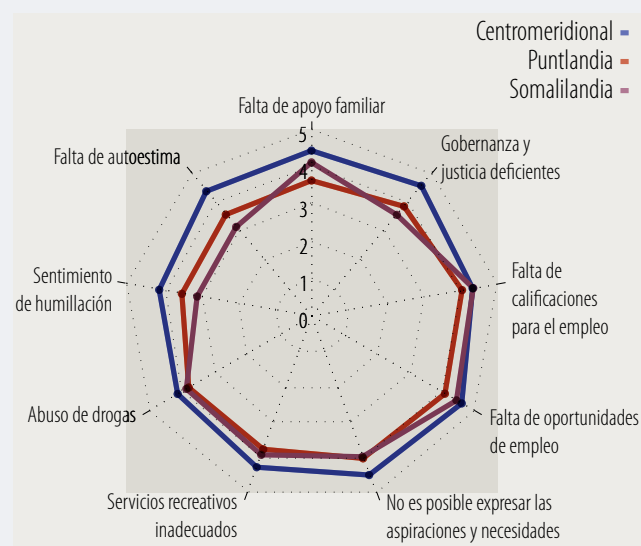 Centromeridional
Puntlandia
Somalilandia
Falta de apoyo familiar
Gobernanza y
justicia deficientes
Falta de
calificaciones
para el empleo
Falta de oportunidades
de empleo
No es posible expresar las
aspiraciones y necesidades
Servicios recreativos
inadecuados
Abuso de drogas
Sentimiento
de humillación
Falta de autoestima
5
4
3
2
1
0